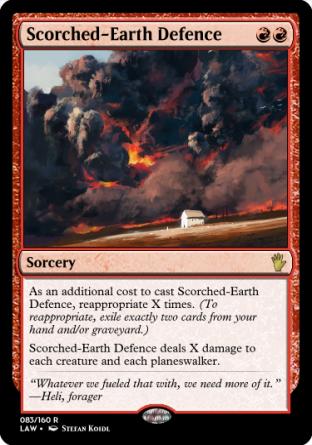 Scorched-Earth Defence
Sorcery
As an additional cost to cast Scorched-Earth
Defence, reappropriate X times. (To
reappropriate, exile exactly two cards from your
hand and/or graveyard.)
Scorched-Earth Defence deals X damage to
each creature and each planeswalker.
“Whatever we fueled that with, we need more of it.”
—Heli, forager
083/160 R
LAW • Stefan Koidl